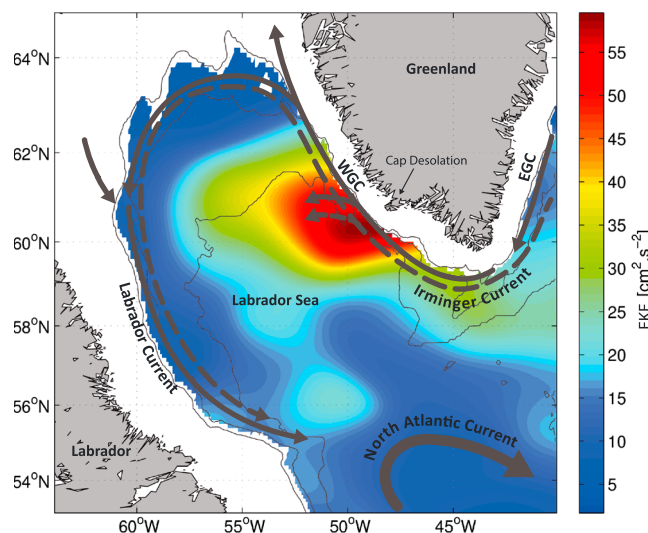 64°N
62°N
60°N
58°N
56°N
54°N
60°W
55°W
50°W
45°W
Greenland
Cap Desolation
WGC
EGC
Irminger Current
Labrador Sea
Labrador Current
North Atlantic Current
Labrador
55
50
45
40
35
30
25
20
15
10
5
EKE [cm².s⁻²]